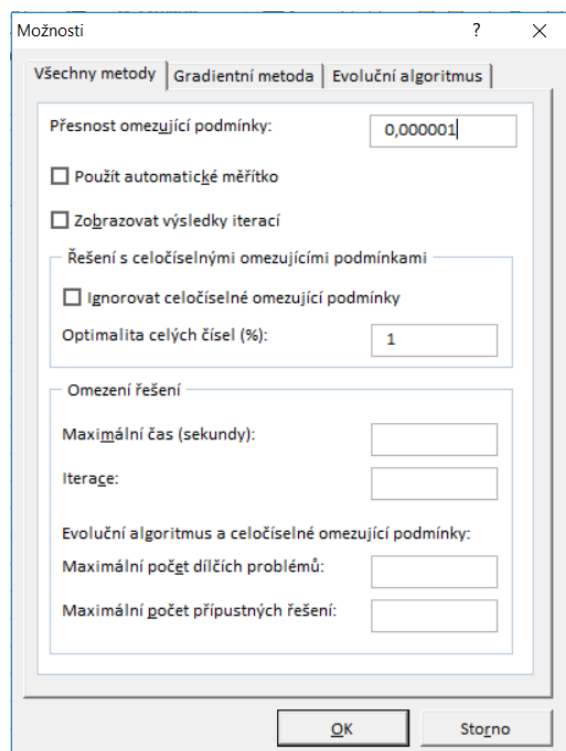 Možnosti
?
Všechny metody
Gradientní metoda
Evoluční algoritmus
Přesnost omezující podmínky:
0,000001
Použít automatické měřítko
Zobrazovat výsledky iterací
Řešení s celočíselnými omezujícími podmínkami
Ignorovat celočíselné omezující podmínky
Optimalita celých čísel (%):
1
Omezení řešení
Maximální čas (sekundy):
Iterace:
Evoluční algoritmus a celočíselné omezující podmínky:
Maximální počet dílčích problémů:
Maximální počet přípustných řešení:
OK
Storno